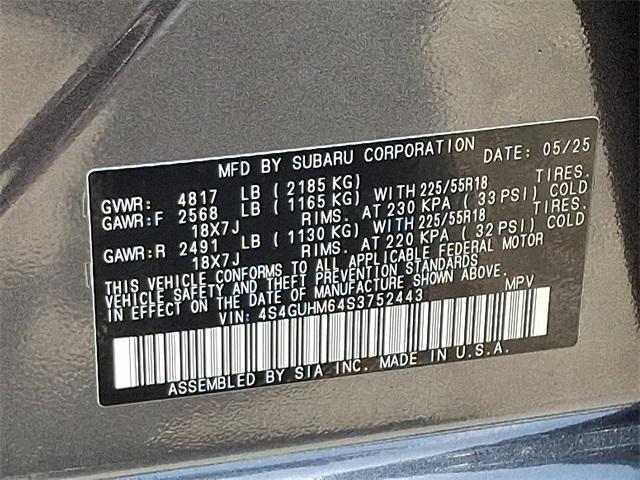 MFD BY SUBARU CORPORATION DATE: 05/25
GVWR: 4817 LB ( 2185 KG)
GAWR:F 2568 LB ( 1165 KG) WITH 225/55R18 TIRES.
18X7J RIMS. AT 230 KPA ( 33 PSI) COLD
GAWR:R 2491 LB ( 1130 KG) WITH 225/55R18 TIRES.
18X7J RIMS. AT 220 KPA ( 32 PSI) COLD
THIS VEHICLE CONFORMS TO ALL APPLICABLE FEDERAL MOTOR
VEHICLE SAFETY AND THEFT PREVENTION STANDARDS
IN EFFECT ON THE DATE OF MANUFACTURE SHOWN ABOVE.
VIN: 4S4GUHM64S3752443 MPV
ASSEMBLED BY SIA INC. MADE IN U.S.A.